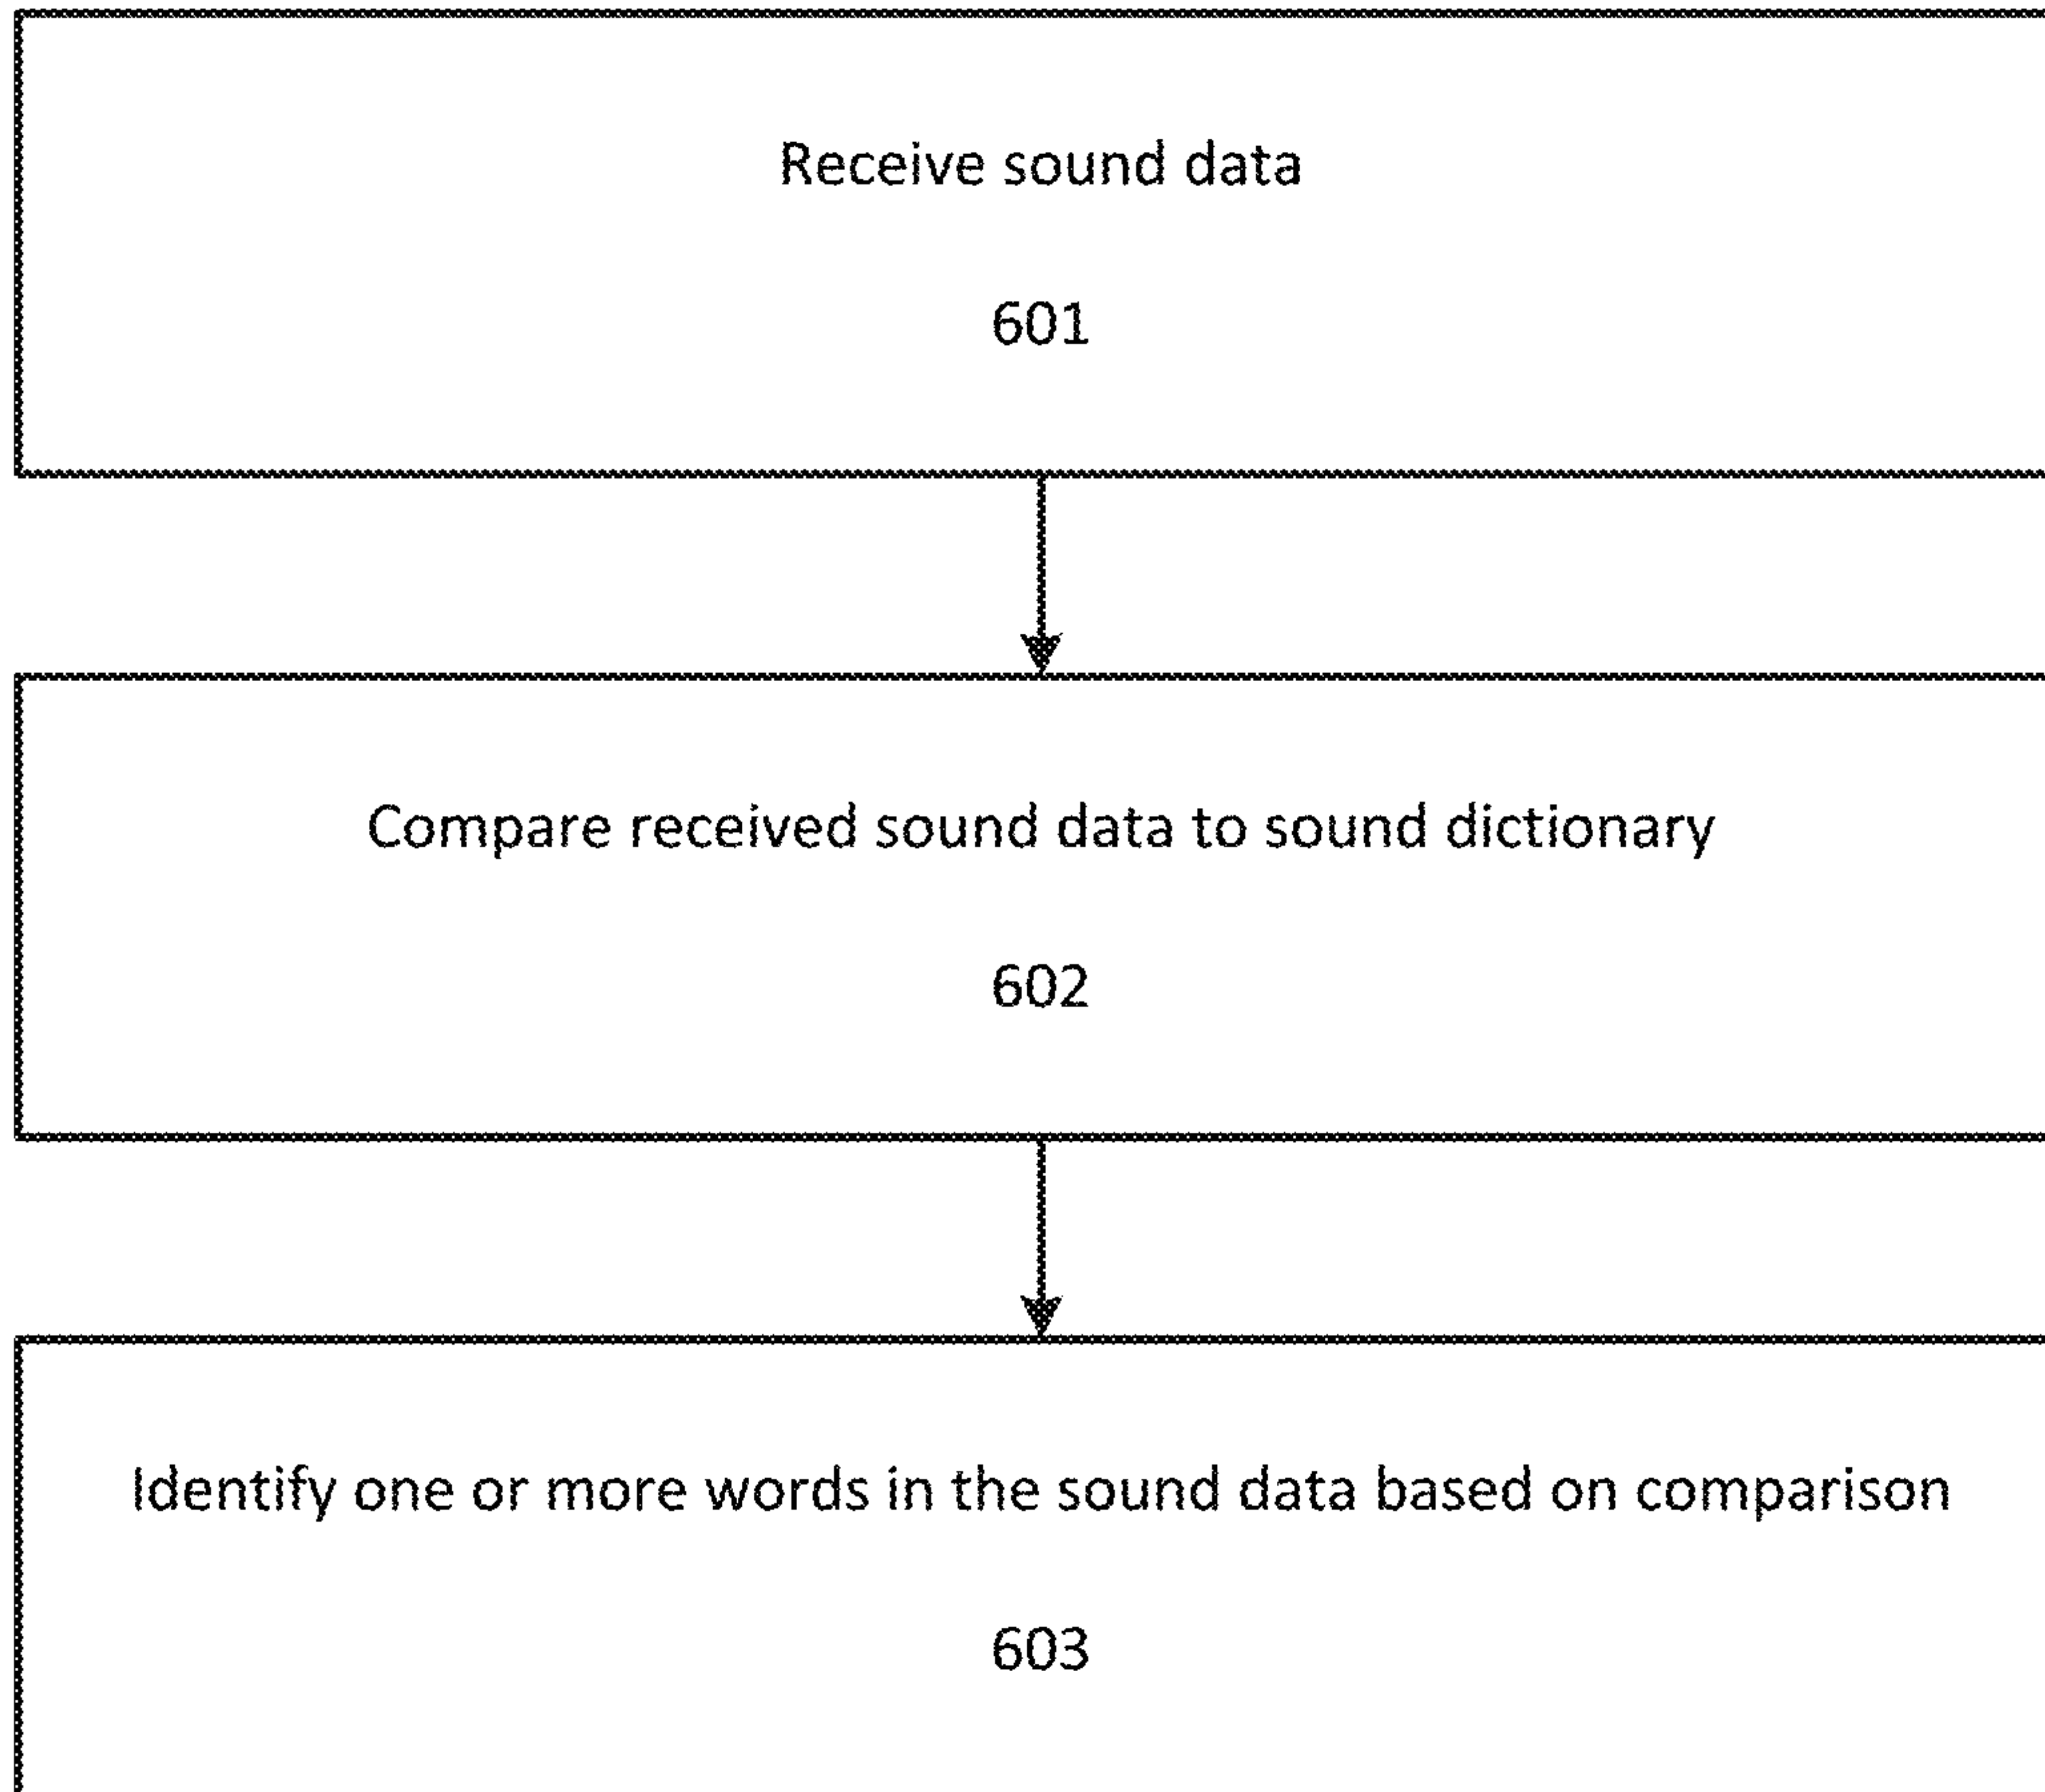 Receive sound data
601
Compare received sound data to sound dictionary
602
Identify one or more words in the sound data based on comparison
603